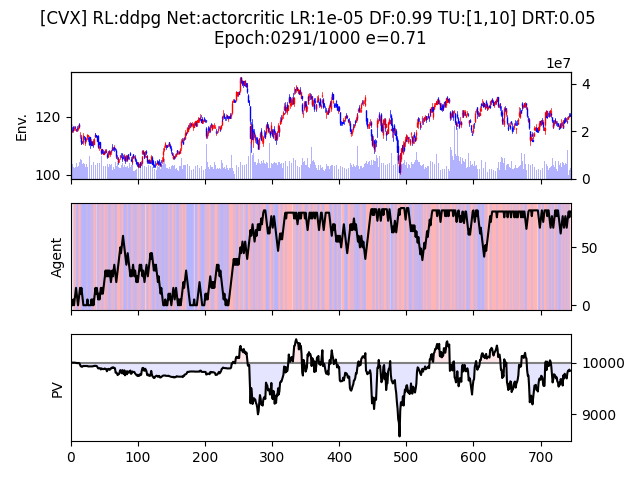 [CVX] RL:ddpg Net:actorcritic LR:1e-05 DF:0.99 TU:[1,10] DRT:0.05
Epoch:0291/1000 e=0.71
1e7
Env.
120
100
4
2
0
Agent
50
0
PV
10000
9000
0 100 200 300 400 500 600 700